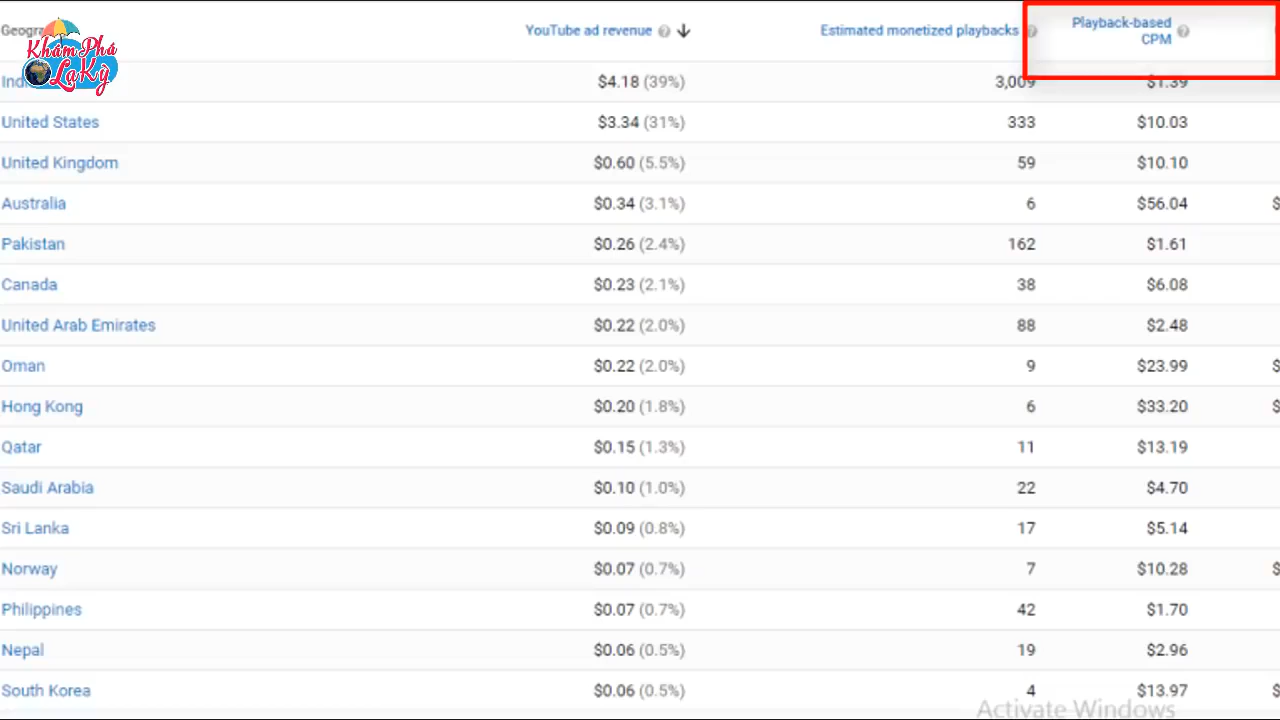 YouTube ad revenue Estimated monetized playbacks Playback-based CPM
Khám Phá Lạ Kỳ
$4.18 (39%) 3,009 $1.39
United States $3.34 (31%) 333 $10.03
United Kingdom $0.60 (5.5%) 59 $10.10
Australia $0.34 (3.1%) 6 $56.04 $
Pakistan $0.26 (2.4%) 162 $1.61
Canada $0.23 (2.1%) 38 $6.08
United Arab Emirates $0.22 (2.0%) 88 $2.48
Oman $0.22 (2.0%) 9 $23.99 $
Hong Kong $0.20 (1.8%) 6 $33.20 $
Qatar $0.15 (1.3%) 11 $13.19
Saudi Arabia $0.10 (1.0%) 22 $4.70
Sri Lanka $0.09 (0.8%) 17 $5.14
Norway $0.07 (0.7%) 7 $10.28 $
Philippines $0.07 (0.7%) 42 $1.70
Nepal $0.06 (0.5%) 19 $2.96
South Korea $0.06 (0.5%) 4 $13.97 $
Activate Windows